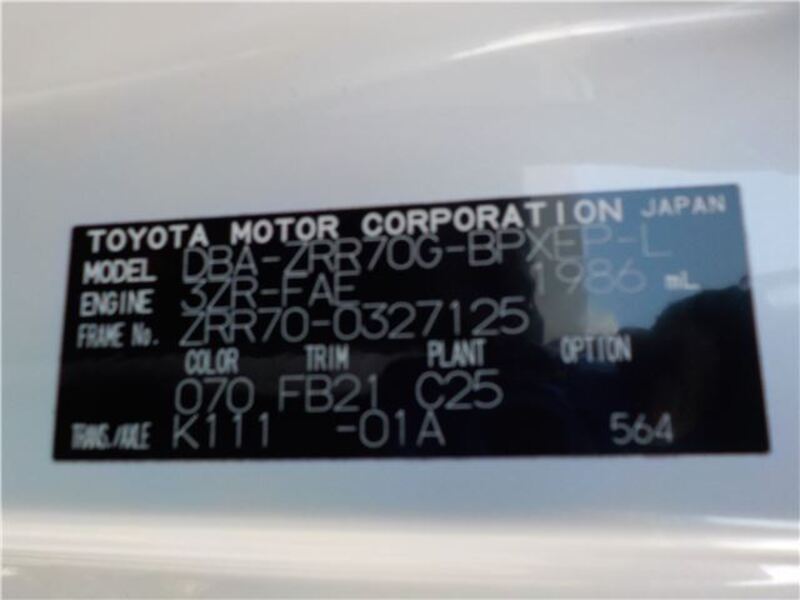 TOYOTA MOTOR CORPORATION JAPAN
MODEL DBA-ZRR70G-BPXEP-L
ENGINE 3ZR-FAE 1986 mL
FRAME No. ZRR70-0327125
COLOR TRIM PLANT OPTION
070 FB21 C25
TRANS./AXLE K111 -01A 564